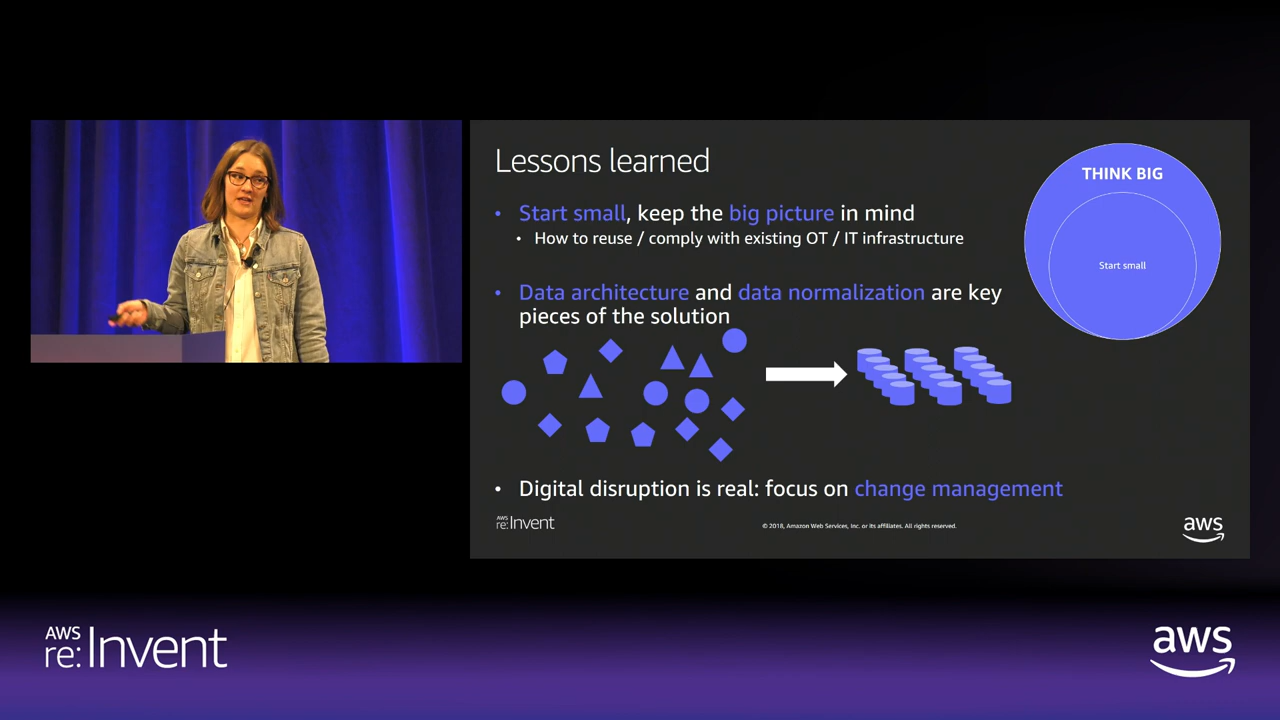 Lessons learned
THINK BIG
Start small
• Start small, keep the big picture in mind
• How to reuse / comply with existing OT / IT infrastructure
• Data architecture and data normalization are key
pieces of the solution
• Digital disruption is real: focus on change management
AWS
re:Invent
© 2018, Amazon Web Services, Inc. or its affiliates. All rights reserved.
aws
AWS
re:Invent
aws